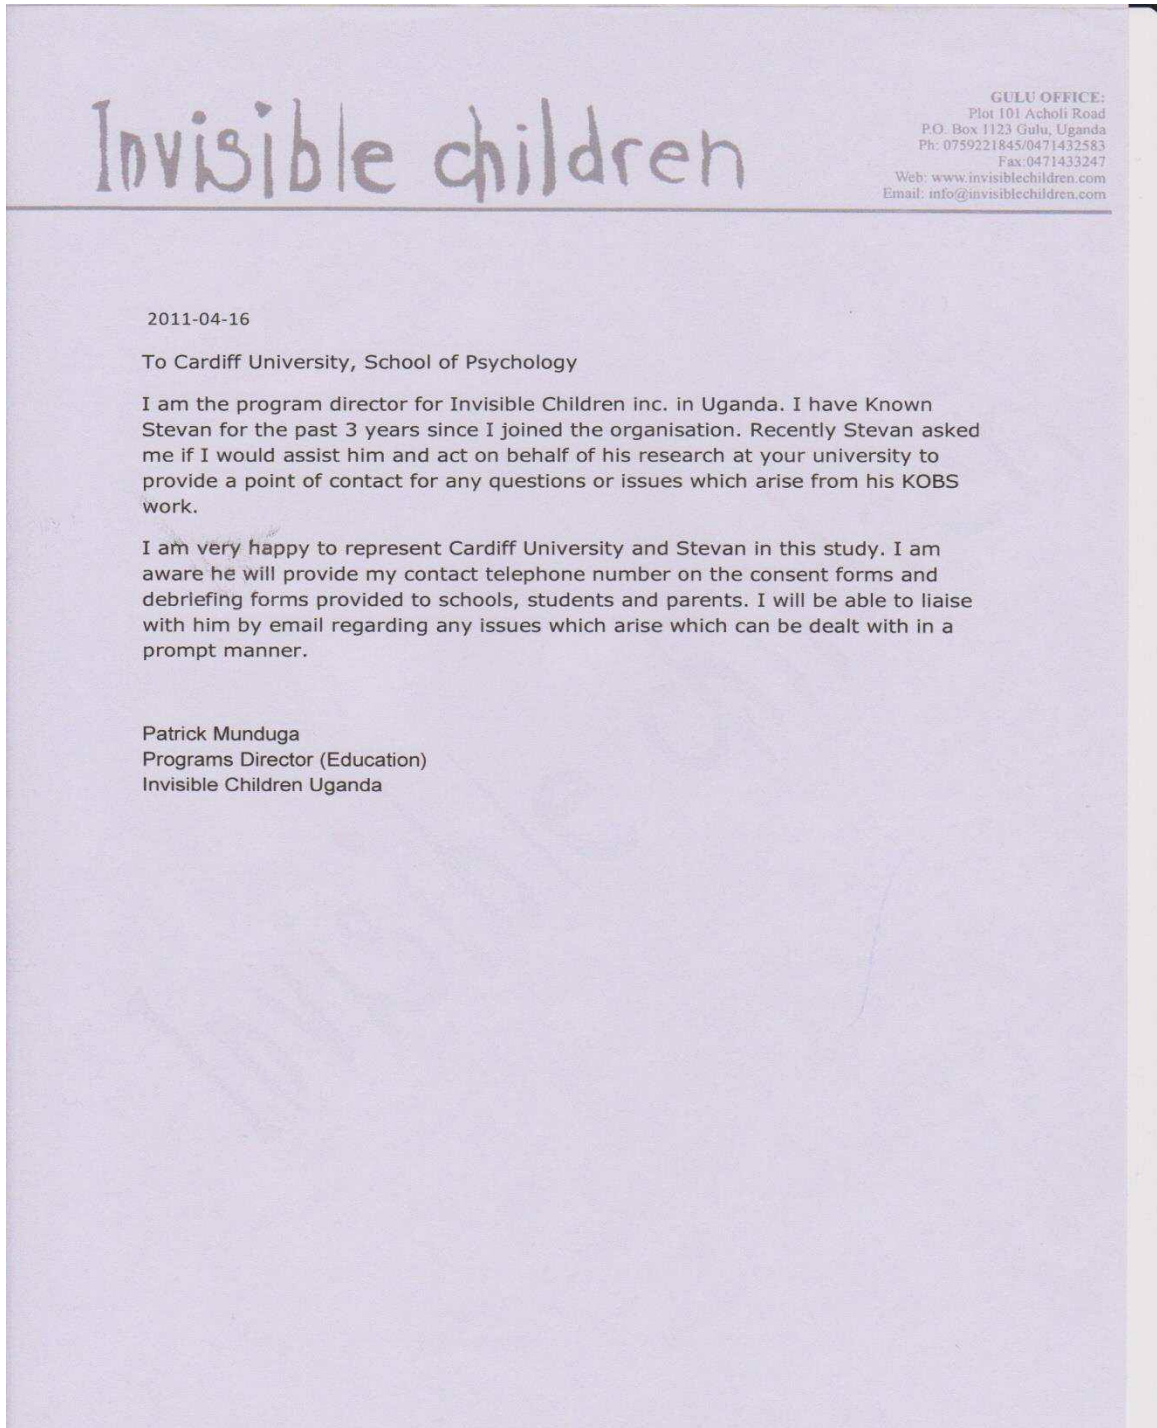 Invisible children
GULU OFFICE:
Plot 101 Acholi Road
P.O. Box 1123 Gulu, Uganda
Ph: 0759221845/0471432583
Fax:0471433247
Web: www.invisiblechildren.com
Email: info@invisiblechildren.com
2011-04-16
To Cardiff University, School of Psychology
I am the program director for Invisible Children inc. in Uganda. I have Known
Stevan for the past 3 years since I joined the organisation. Recently Stevan asked
me if I would assist him and act on behalf of his research at your university to
provide a point of contact for any questions or issues which arise from his KOBS
work.
I am very happy to represent Cardiff University and Stevan in this study. I am
aware he will provide my contact telephone number on the consent forms and
debriefing forms provided to schools, students and parents. I will be able to liaise
with him by email regarding any issues which arise which can be dealt with in a
prompt manner.
Patrick Munduga
Programs Director (Education)
Invisible Children Uganda